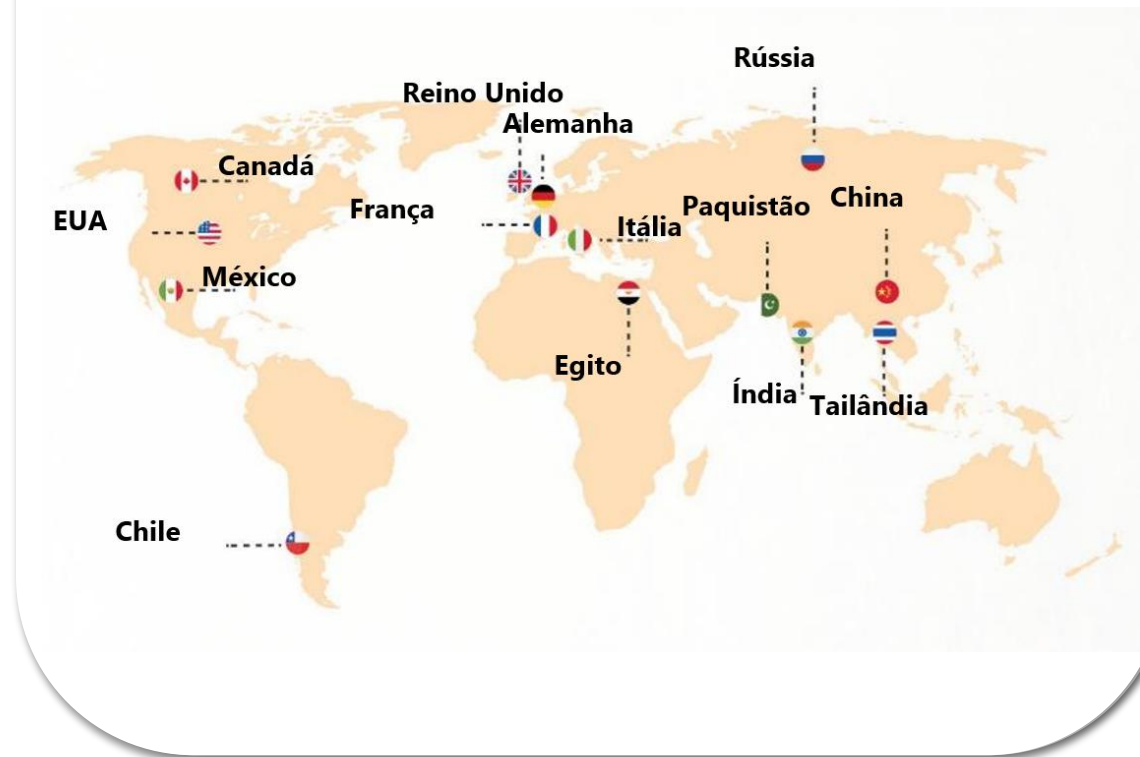 Rússia
Reino Unido
Alemanha
Canadá
Paquistão
China
França
EUA
Itália
México
Egito
Índia
Tailândia
Chile